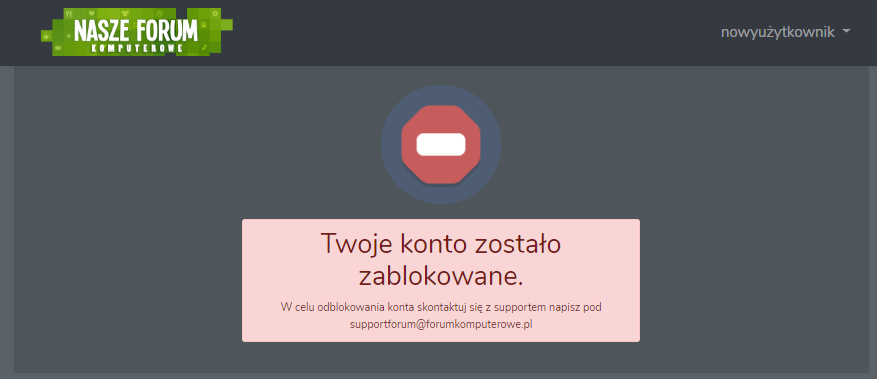 NASZE FORUM
KOMPUTEROWE
nowyużytkownik
Twoje konto zostało
zablokowane.
W celu odblokowania konta skontaktuj się z supportem napisz pod
supportforum@forumkomputerowe.pl